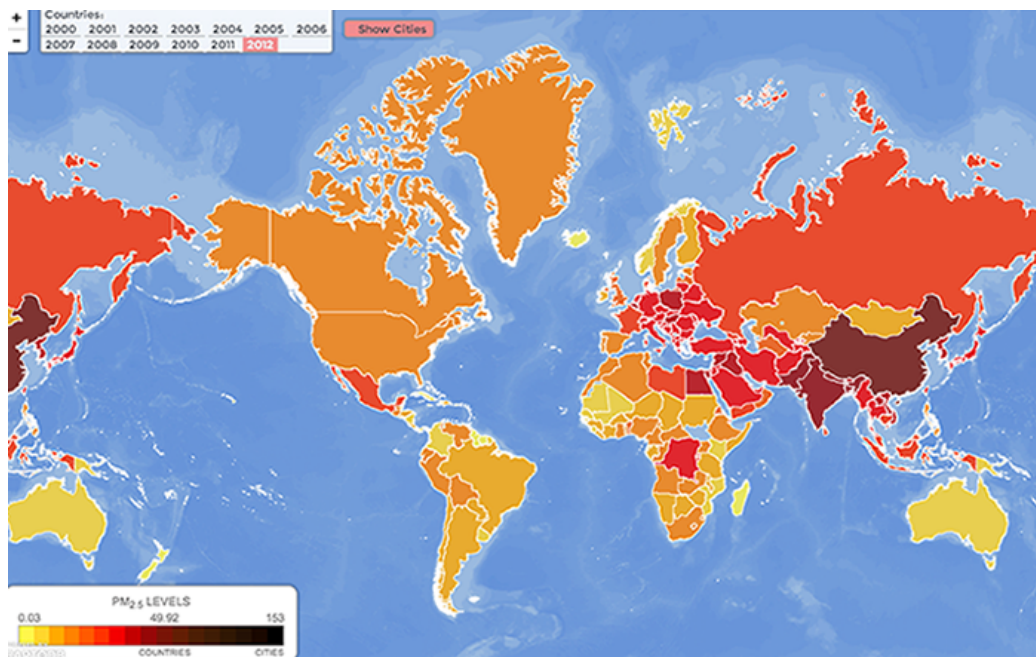 +
Countries:
2000 2001 2002 2003 2004 2005 2006
Show Cities
−
2007 2008 2009 2010 2011 2012
PM2.5 LEVELS
0.03 49.92 153
COUNTRIES CITIES